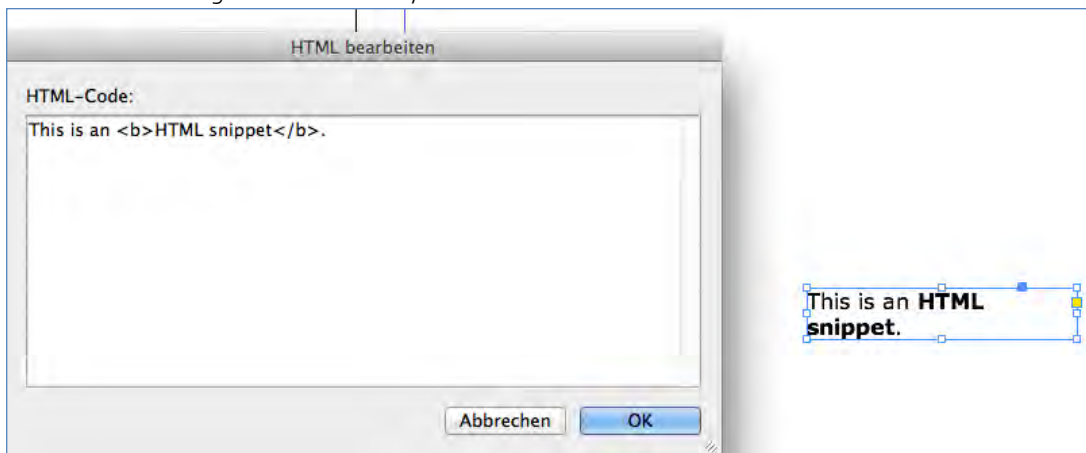 HTML bearbeiten
HTML-Code:
This is an <b>HTML snippet</b>.
Abbrechen
OK
This is an HTML
snippet.